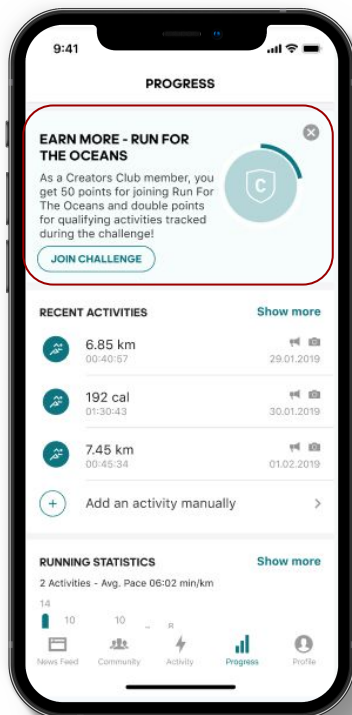 9:41
PROGRESS
EARN MORE - RUN FOR
THE OCEANS
As a Creators Club member, you
get 50 points for joining Run For
The Oceans and double points
for qualifying activities tracked
during the challenge!
C
JOIN CHALLENGE
RECENT ACTIVITIES Show more
6.85 km
00:40:57 29.01.2019
192 cal
01:30:43 30.01.2019
7.45 km
00:45:34 01.02.2019
Add an activity manually
RUNNING STATISTICS Show more
2 Activities - Avg. Pace 06:02 min/km
14
10 10 8
News Feed Community Activity Progress Profile